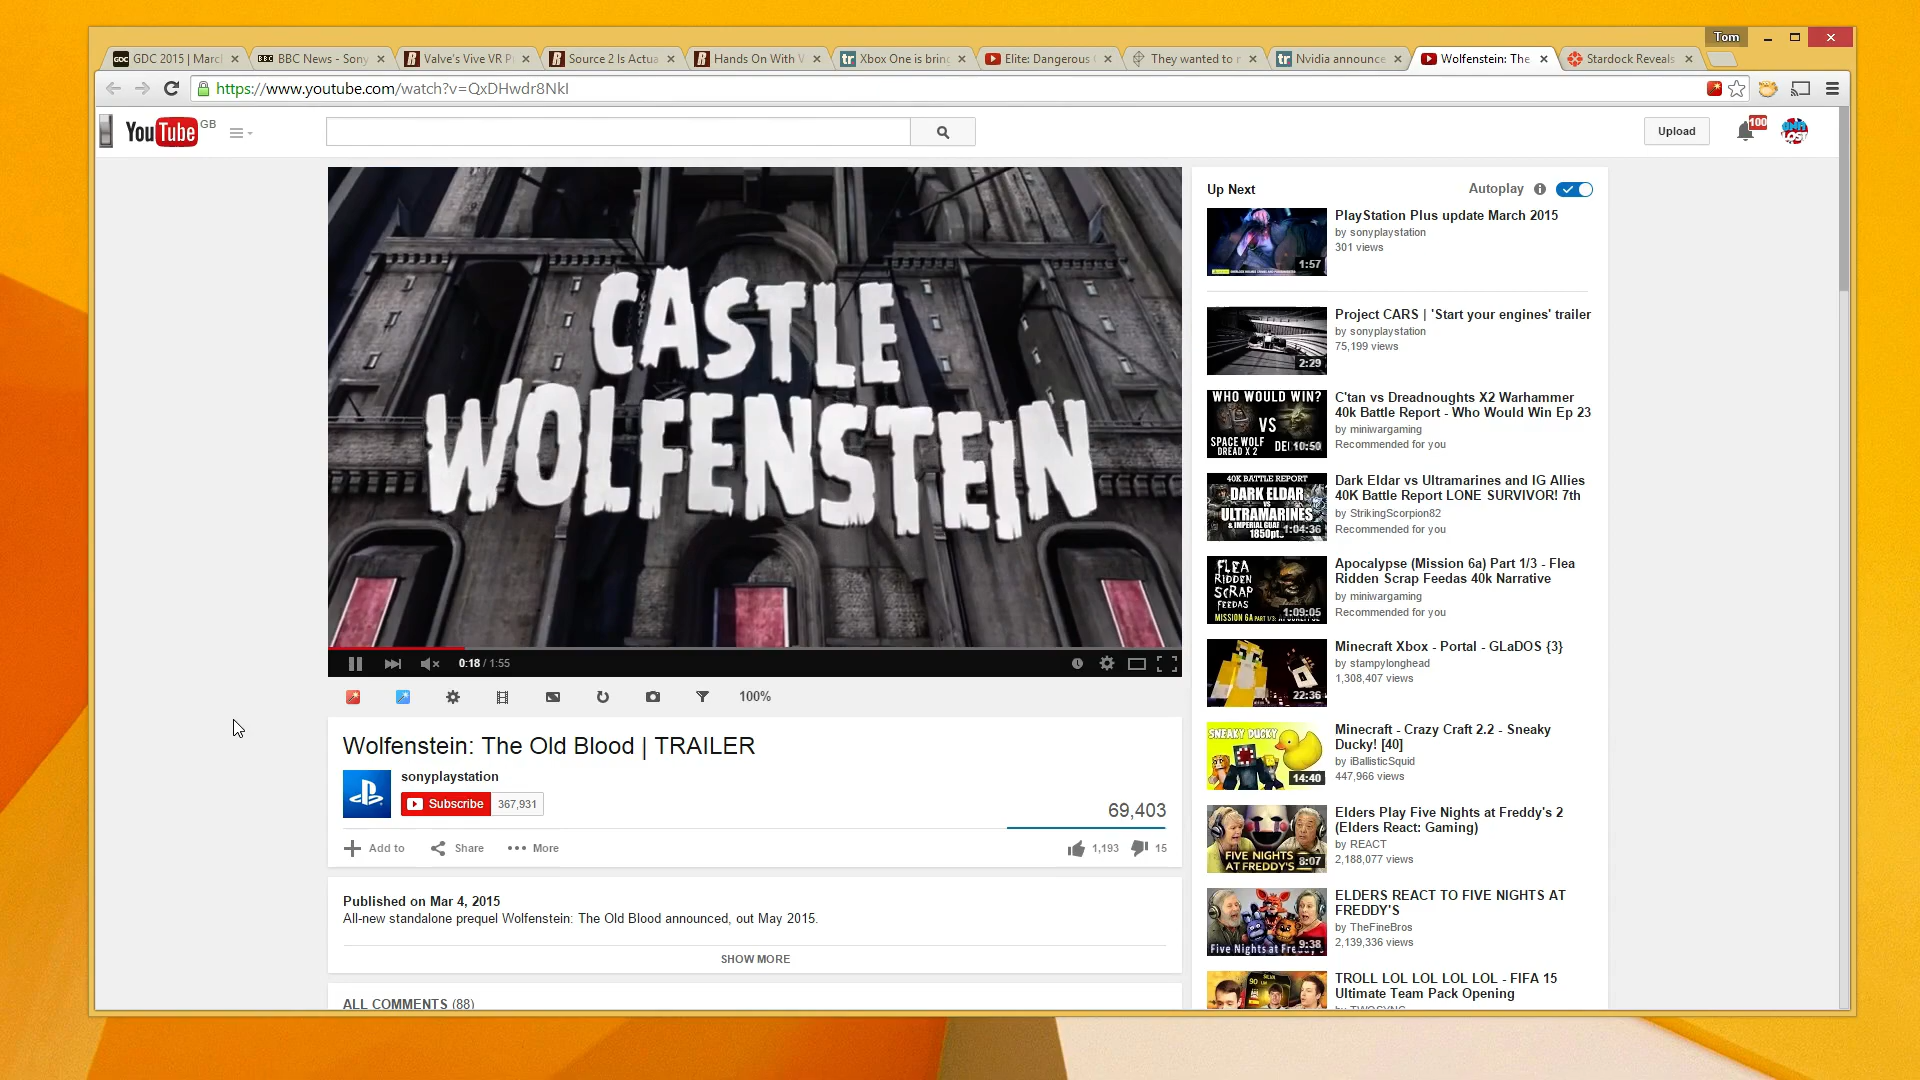 Tom
GDC 2015 | Marcl
BBC News - Sony
Valve's Vive VR P
Source 2 Is Actua
Hands On With V
Xbox One is bring
Elite: Dangerous
They wanted to r
Nvidia announce
Wolfenstein: The
Stardock Reveals
https://www.youtube.com/watch?v=QxDHwdr8NkI
YouTube GB
Upload
100
CASTLE
WOLFENSTEIN
0:18 / 1:55
100%
Wolfenstein: The Old Blood | TRAILER
sonyplaystation
Subscribe 367,931
69,403
Add to
Share
More
1,193
15
Published on Mar 4, 2015
All-new standalone prequel Wolfenstein: The Old Blood announced, out May 2015.
SHOW MORE
ALL COMMENTS (88)
Up Next
Autoplay
PlayStation Plus update March 2015
by sonyplaystation
301 views
1:57
Project CARS | 'Start your engines' trailer
by sonyplaystation
75,199 views
2:29
WHO WOULD WIN?
VS
SPACE WOLF
DREAD X 2
10:50
C'tan vs Dreadnoughts X2 Warhammer
40k Battle Report - Who Would Win Ep 23
by miniwargaming
Recommended for you
40K BATTLE REPORT
DARK ELDAR
VS
ULTRAMARINES
1850pt..
1:04:36
Dark Eldar vs Ultramarines and IG Allies
40K Battle Report LONE SURVIVOR! 7th
by StrikingScorpion82
Recommended for you
FLEA
RIDDEN
SCRAP
FEEDAS
MISSION 6A PART 1/3:
1:09:05
Apocalypse (Mission 6a) Part 1/3 - Flea
Ridden Scrap Feedas 40k Narrative
by miniwargaming
Recommended for you
22:36
Minecraft Xbox - Portal - GLaDOS {3}
by stampylonghead
1,308,407 views
SNEAKY DUCKY
14:40
Minecraft - Crazy Craft 2.2 - Sneaky
Ducky! [40]
by iBallisticSquid
447,966 views
FIVE NIGHTS
AT FREDDY'S
8:07
Elders Play Five Nights at Freddy's 2
(Elders React: Gaming)
by REACT
2,188,077 views
Five Nights at
9:38
ELDERS REACT TO FIVE NIGHTS AT
FREDDY'S
by TheFineBros
2,139,336 views
90
SILVA
TROLL LOL LOL LOL LOL - FIFA 15
Ultimate Team Pack Opening